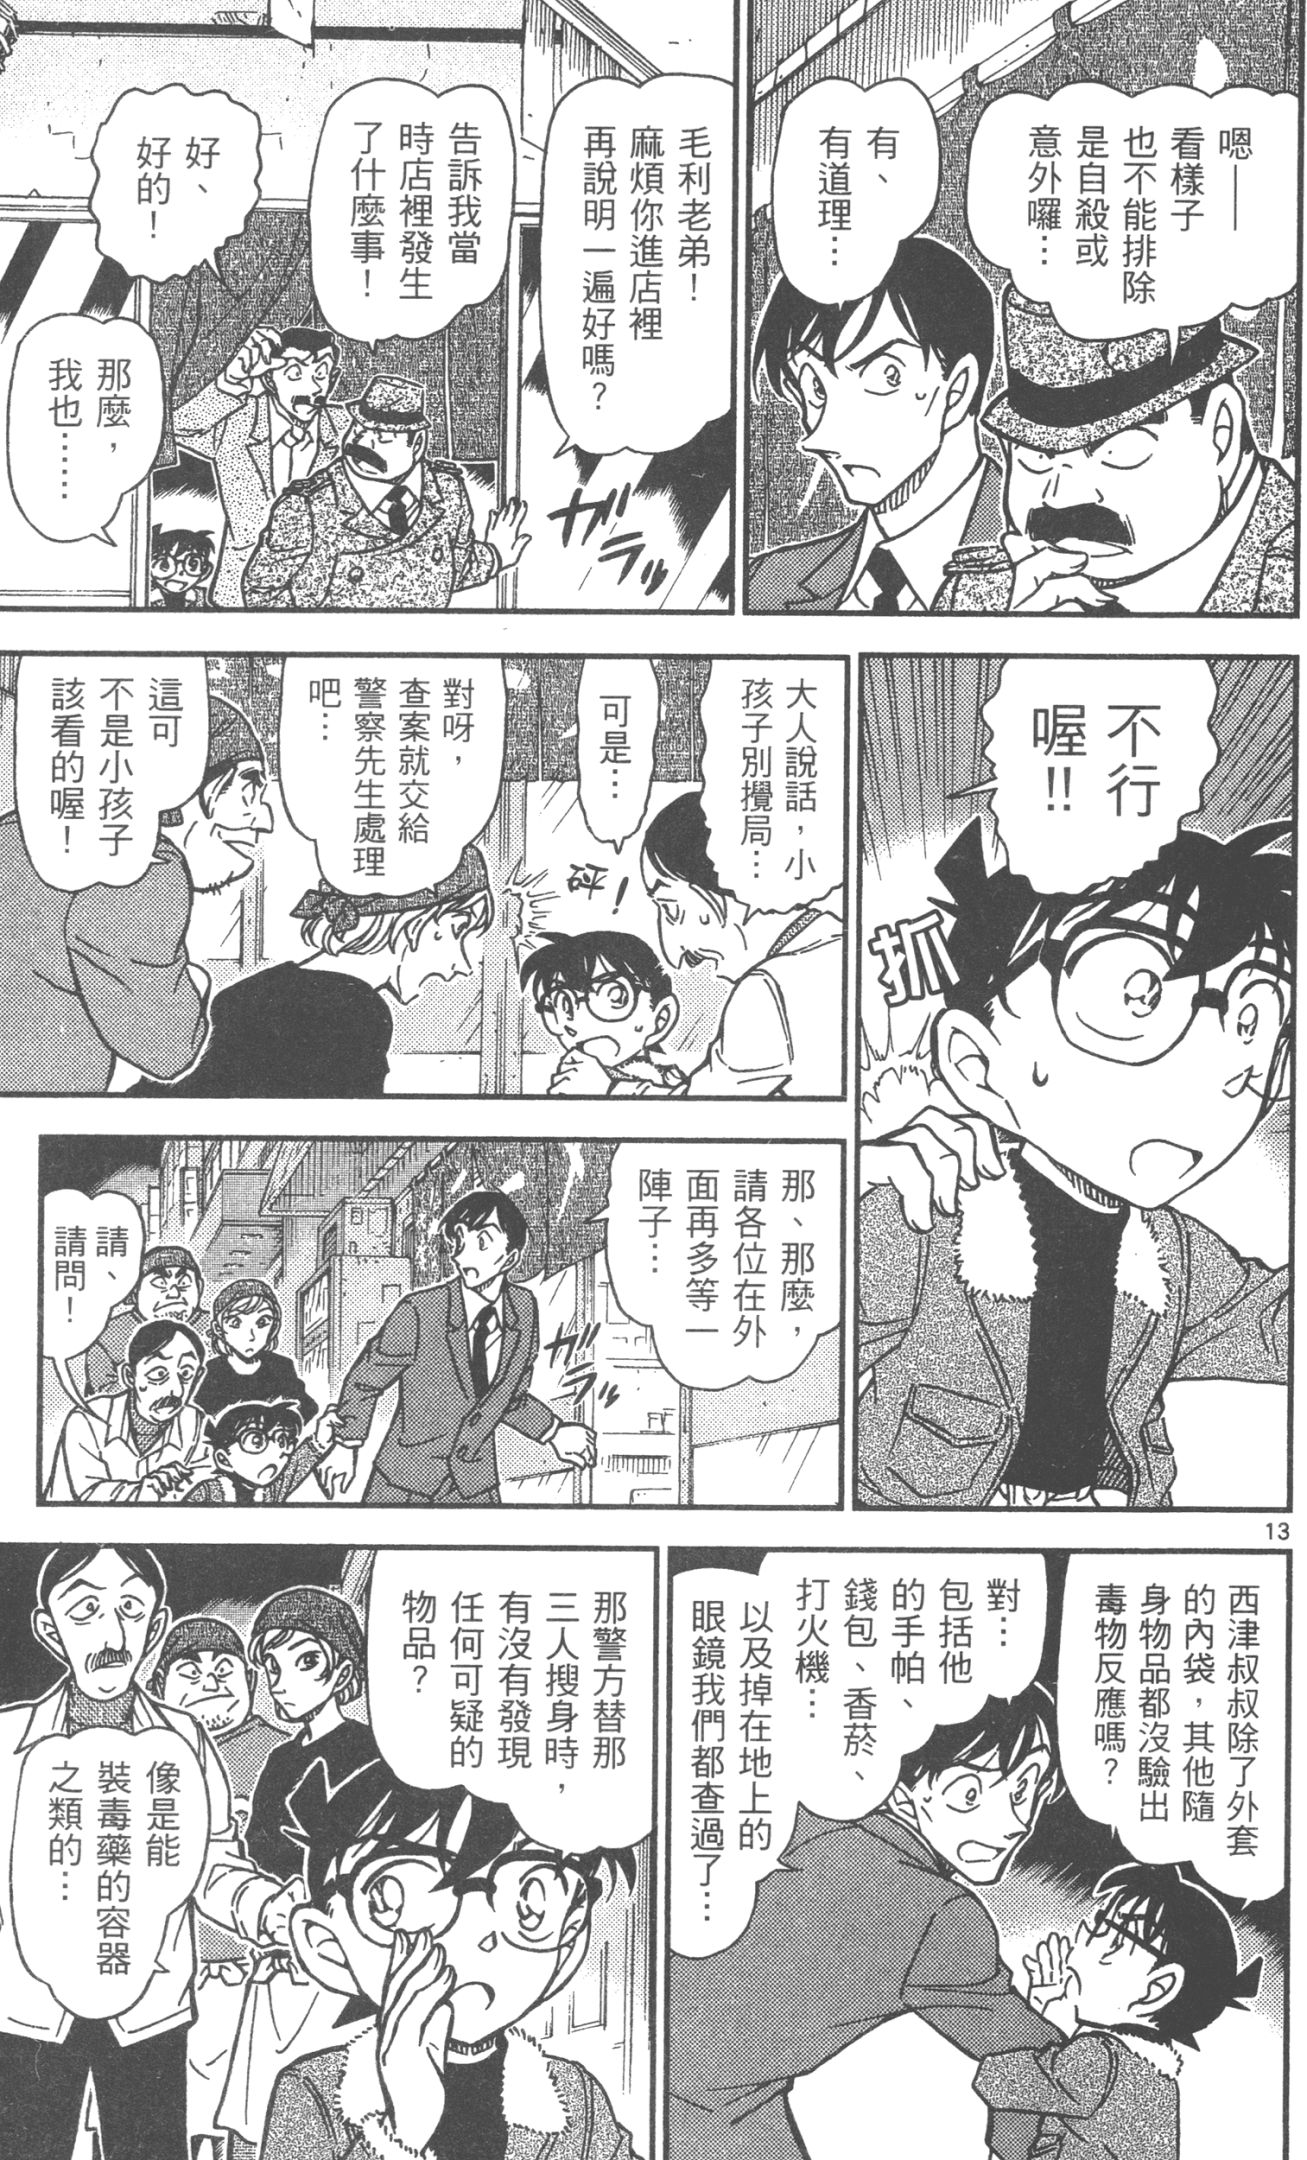 嗯——
看樣子
也不能排除
是自殺或
意外囉…
有、
有道理…
毛利老弟！
麻煩你進店裡
再說明一遍好嗎？
告訴我當
時店裡發生
了什麼事！
好、
好的！
那麼，
我也……
ガラッ
不行
喔!!
抓
大人說話，小
孩子別攪局…
可是…
對呀，
查案就交給
警察先生處理
吧…
這可
不是小孩子
該看的喔！
那、那麼，
請各位在外
面再多等一
陣子…
ガラッ
請、
請問！
13
西津叔叔除了外套
的內袋，其他隨
身物品都沒驗出
毒物反應嗎？
對…
包括他
的手帕、
錢包、香菸、
打火機…
以及掉在地上的
眼鏡我們都查過了…
那警方替那
三人搜身時，
有沒有發現
任何可疑的
物品？
像是能
裝毒藥的容器
之類的…